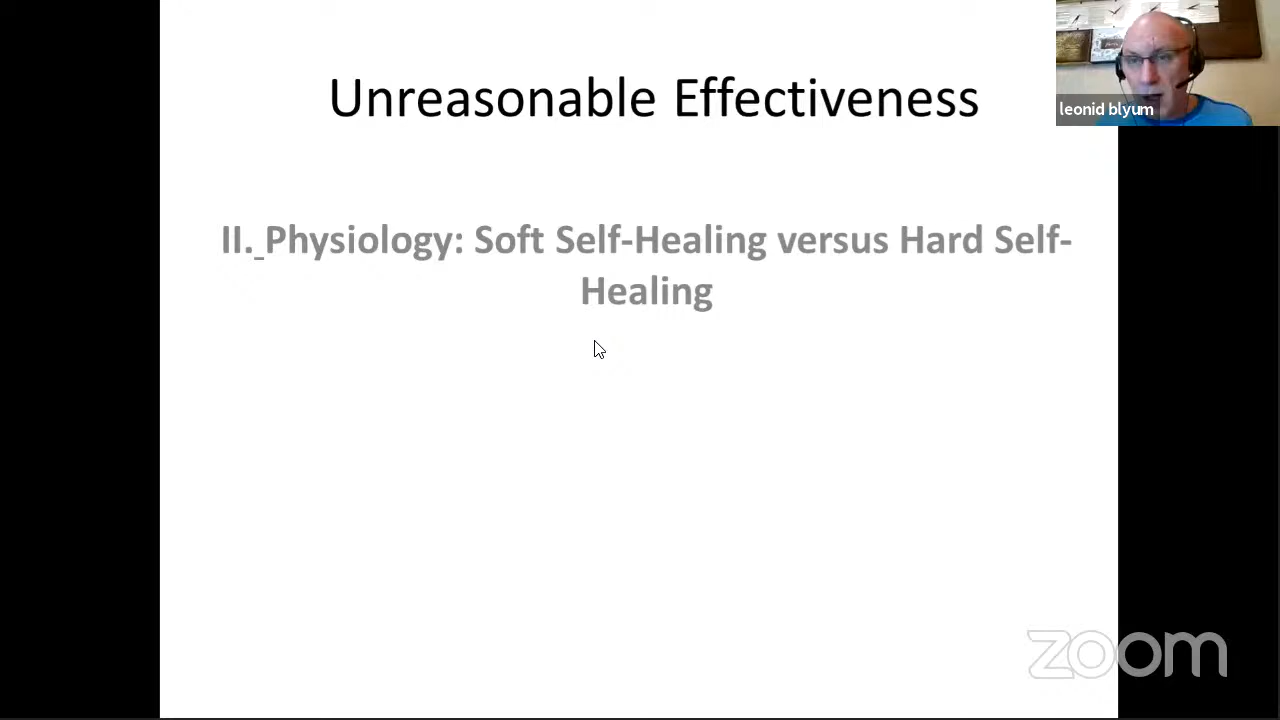 Unreasonable Effectiveness
leonid blyum
II. Physiology: Soft Self-Healing versus Hard Self-
Healing
zoom